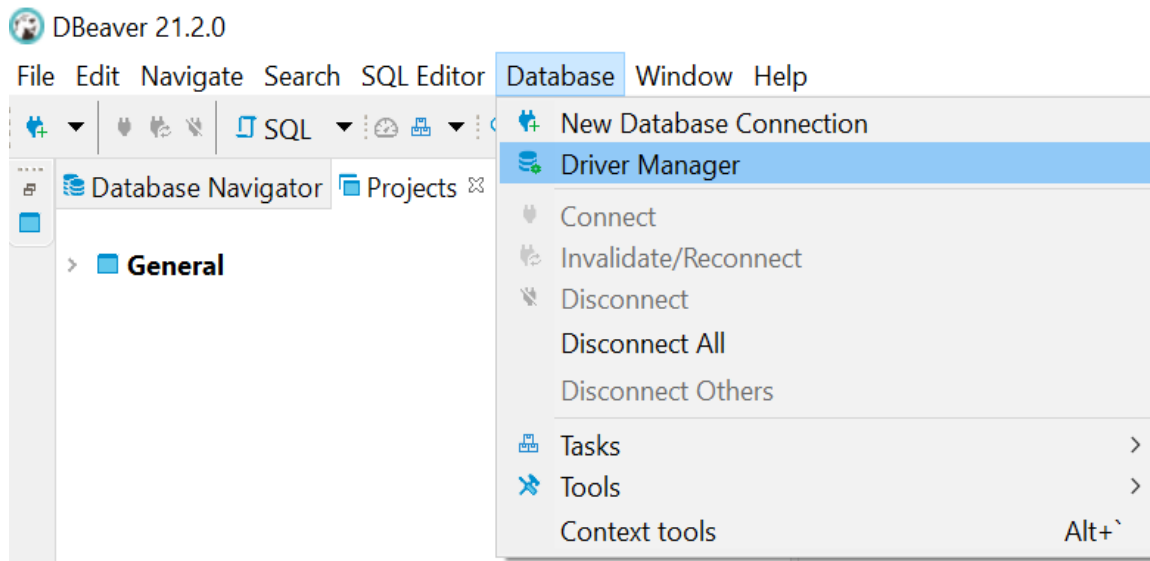 DBeaver 21.2.0
File Edit Navigate Search SQL Editor Database Window Help
SQL
New Database Connection
Driver Manager
Database Navigator Projects
Connect
General
Invalidate/Reconnect
Disconnect
Disconnect All
Disconnect Others
Tasks
Tools
Context tools Alt+`